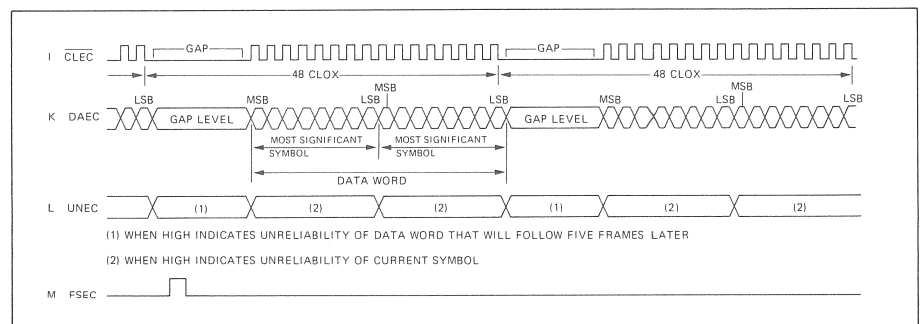 I CLEC GAP GAP
48 CLOX 48 CLOX
LSB MSB LSB MSB LSB MSB LSB MSB LSB
K DAEC GAP LEVEL GAP LEVEL
MOST SIGNIFICANT SYMBOL MOST SIGNIFICANT SYMBOL
DATA WORD
L UNEC (1) (2) (2) (1) (2) (2)
(1) WHEN HIGH INDICATES UNRELIABILITY OF DATA WORD THAT WILL FOLLOW FIVE FRAMES LATER
(2) WHEN HIGH INDICATES UNRELIABILITY OF CURRENT SYMBOL
M FSEC